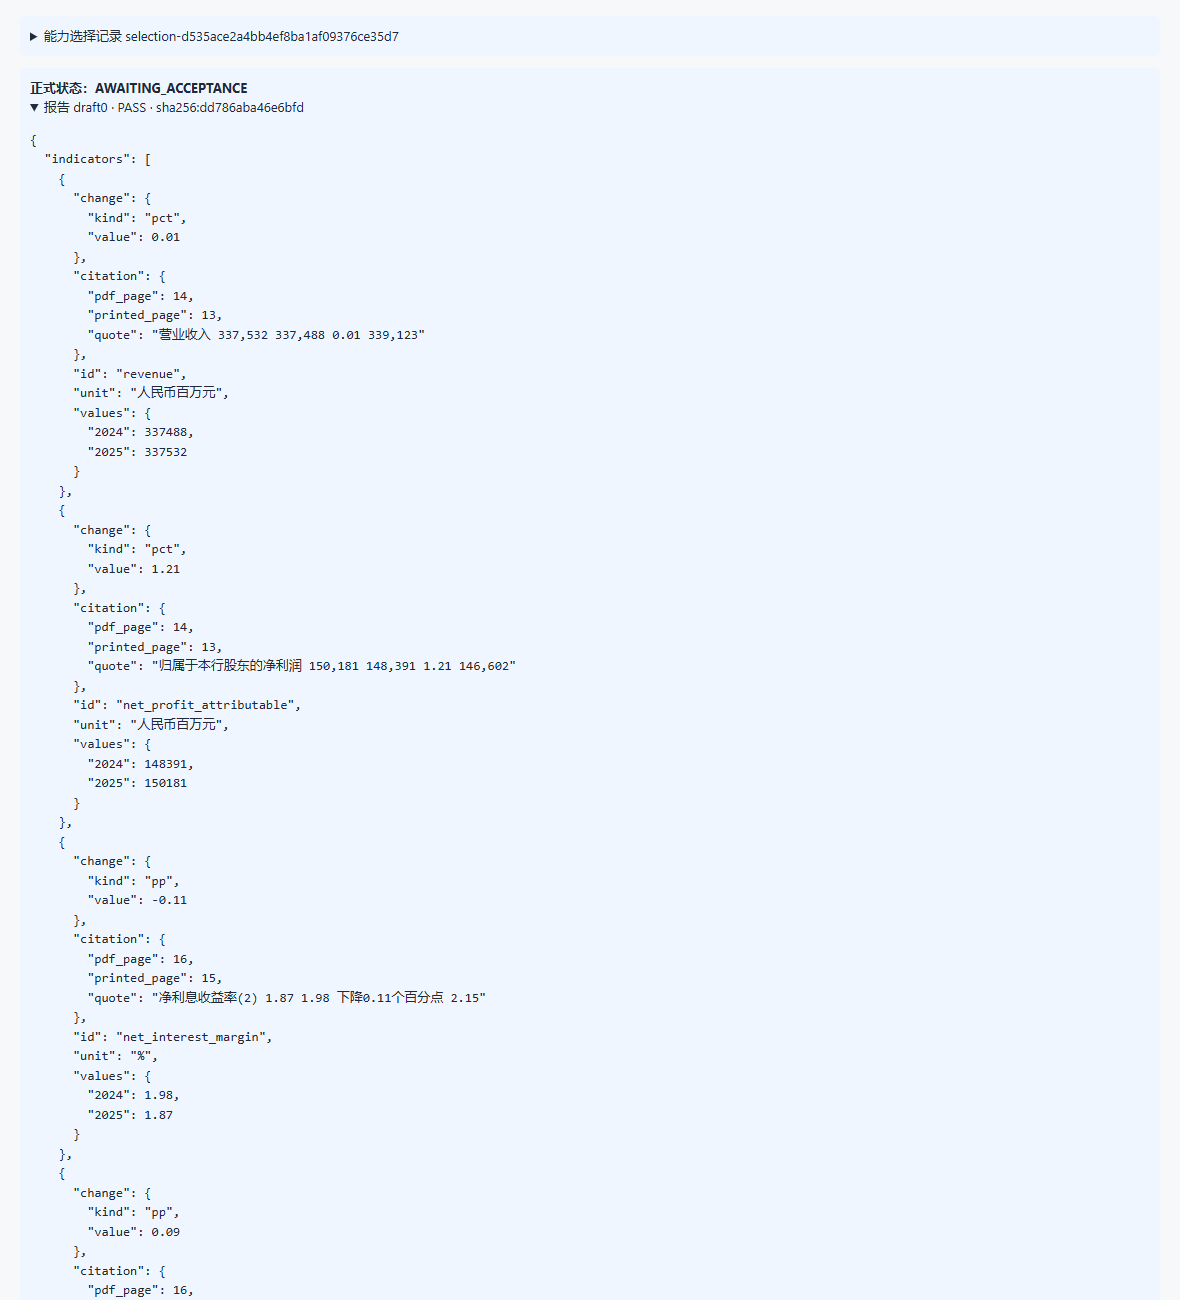 ▶ 能力选择记录 selection-d535ace2a4bb4ef8ba1af09376ce35d7
正式状态：AWAITING_ACCEPTANCE
▼ 报告 draft0 · PASS · sha256:dd786aba46e6bfd
{
  "indicators": [
    {
      "change": {
        "kind": "pct",
        "value": 0.01
      },
      "citation": {
        "pdf_page": 14,
        "printed_page": 13,
        "quote": "营业收入 337,532 337,488 0.01 339,123"
      },
      "id": "revenue",
      "unit": "人民币百万元",
      "values": {
        "2024": 337488,
        "2025": 337532
      }
    },
    {
      "change": {
        "kind": "pct",
        "value": 1.21
      },
      "citation": {
        "pdf_page": 14,
        "printed_page": 13,
        "quote": "归属于本行股东的净利润 150,181 148,391 1.21 146,602"
      },
      "id": "net_profit_attributable",
      "unit": "人民币百万元",
      "values": {
        "2024": 148391,
        "2025": 150181
      }
    },
    {
      "change": {
        "kind": "pp",
        "value": -0.11
      },
      "citation": {
        "pdf_page": 16,
        "printed_page": 15,
        "quote": "净利息收益率(2) 1.87 1.98 下降0.11个百分点 2.15"
      },
      "id": "net_interest_margin",
      "unit": "%",
      "values": {
        "2024": 1.98,
        "2025": 1.87
      }
    },
    {
      "change": {
        "kind": "pp",
        "value": 0.09
      },
      "citation": {
        "pdf_page": 16,